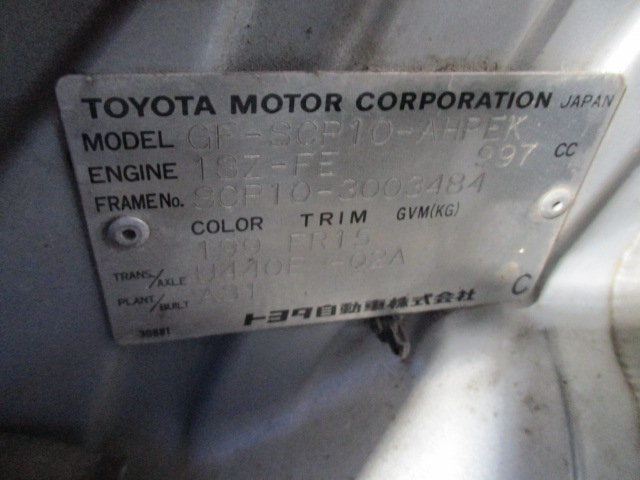 TOYOTA MOTOR CORPORATION JAPAN
MODEL GF-SCP10-AHPEK
ENGINE 1SZ-FE 997 CC
FRAME No. SCP10-3003484
COLOR TRIM GVM(KG)
199 FR15
TRANS/AXLE U440E -02A
PLANT/BUILT A31
トヨタ自動車株式会社 C
30881